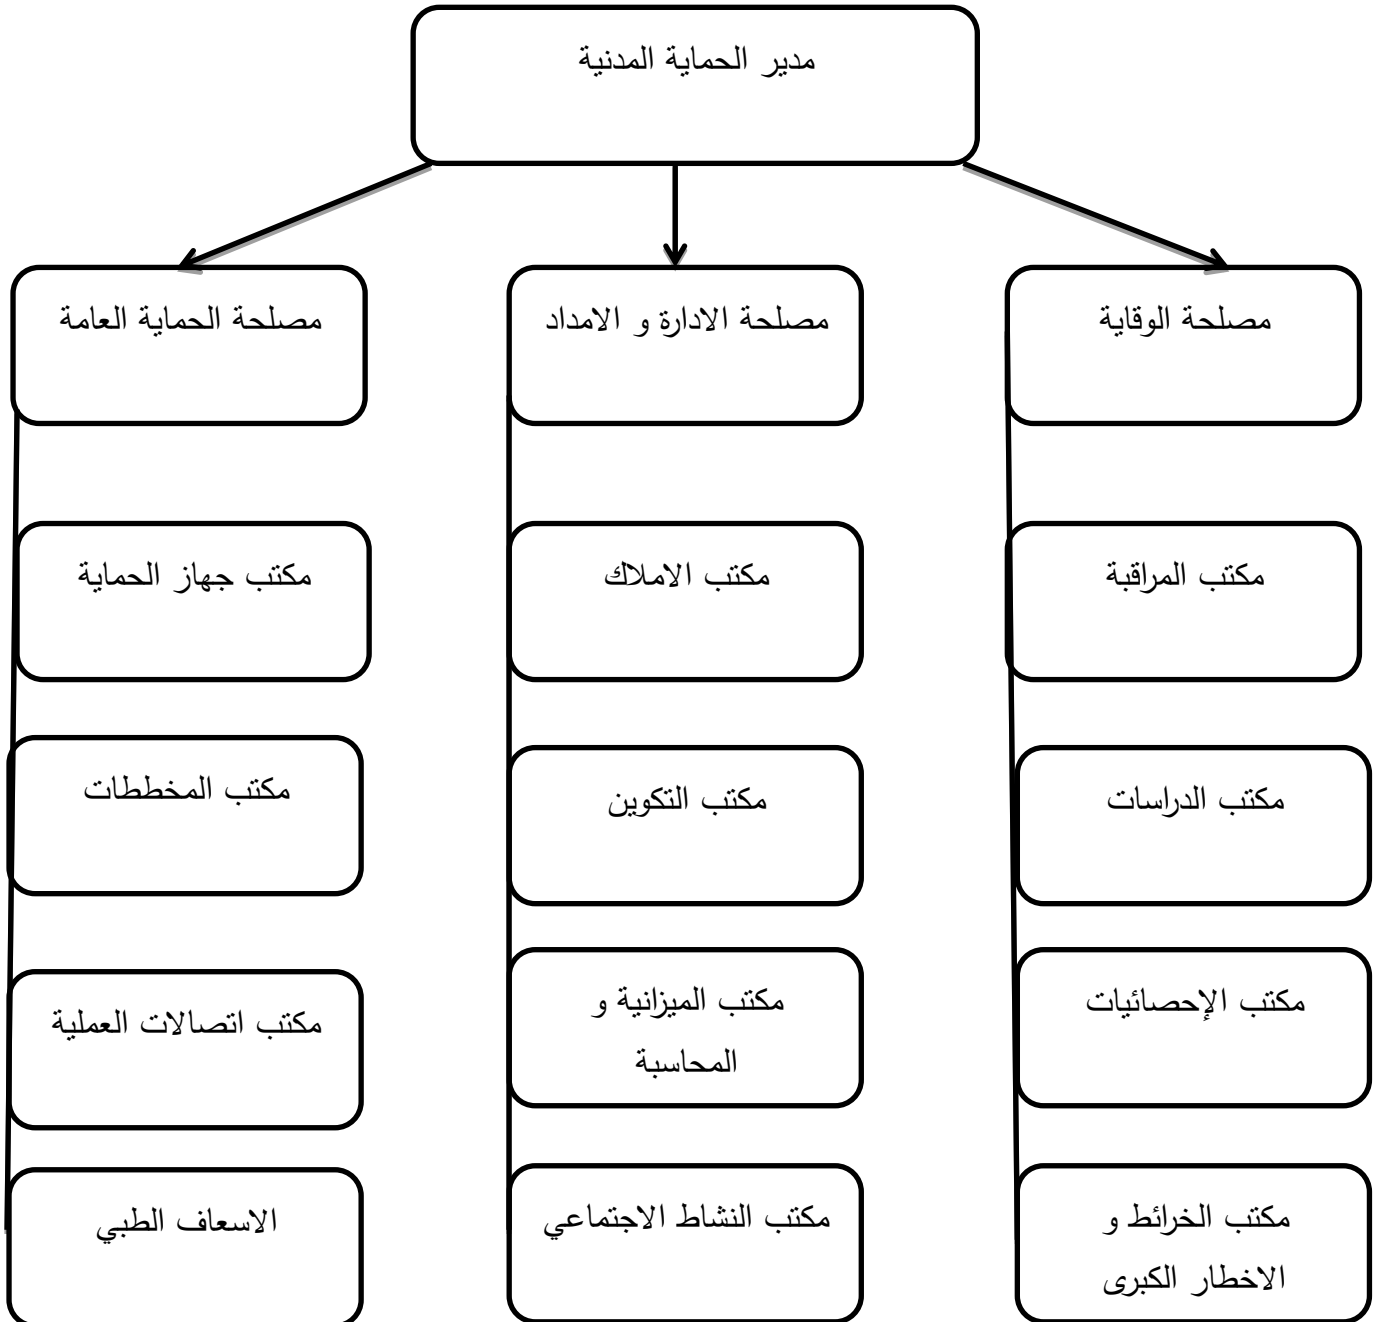 مدير الحماية المدنية
مصلحة الوقاية
مصلحة الادارة و الامداد
مصلحة الحماية العامة
مكتب المراقبة
مكتب الاملاك
مكتب جهاز الحماية
مكتب الدراسات
مكتب التكوين
مكتب المخططات
مكتب الإحصائيات
مكتب الميزانية و
المحاسبة
مكتب اتصالات العملية
مكتب الخرائط و
الاخطار الكبرى
مكتب النشاط الاجتماعي
الاسعاف الطبي